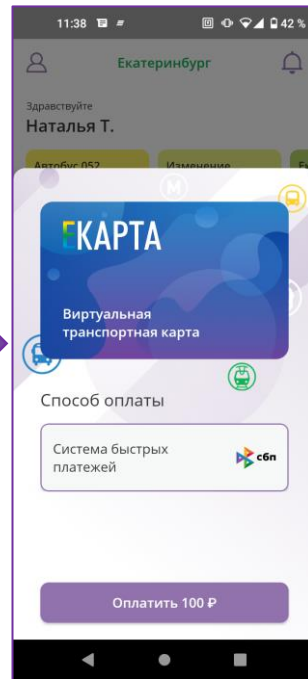 11:38
42 %
Екатеринбург
Здравствуйте
Наталья Т.
Автобус 052
Изменение
М
ЕКАРТА
Виртуальная
транспортная карта
Способ оплаты
Система быстрых
платежей
сбп
Оплатить 100 ₽